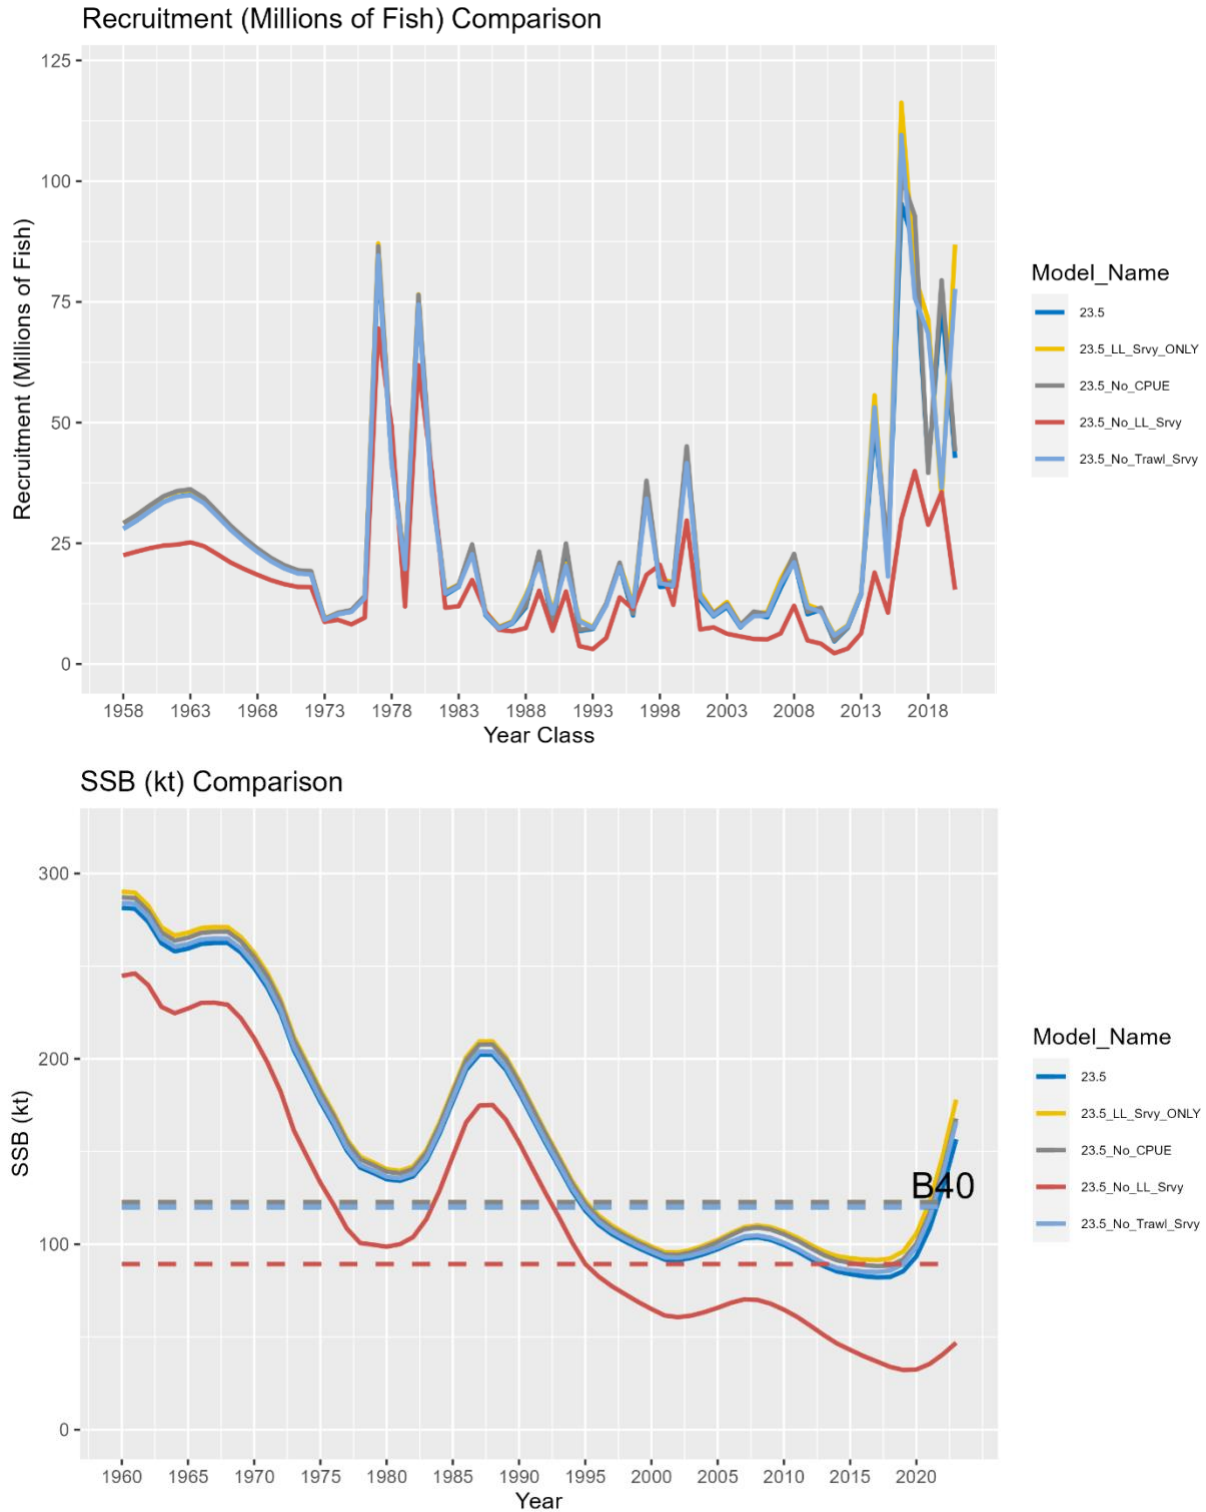 Recruitment (Millions of Fish) Comparison
Recruitment (Millions of Fish)
125
100
75
50
25
0
1958 1963 1968 1973 1978 1983 1988 1993 1998 2003 2008 2013 2018
Year Class
Model_Name
23.5
23.5_LL_Srvy_ONLY
23.5_No_CPUE
23.5_No_LL_Srvy
23.5_No_Trawl_Srvy
SSB (kt) Comparison
SSB (kt)
300
200
100
0
B40
1960 1965 1970 1975 1980 1985 1990 1995 2000 2005 2010 2015 2020
Year
Model_Name
23.5
23.5_LL_Srvy_ONLY
23.5_No_CPUE
23.5_No_LL_Srvy
23.5_No_Trawl_Srvy